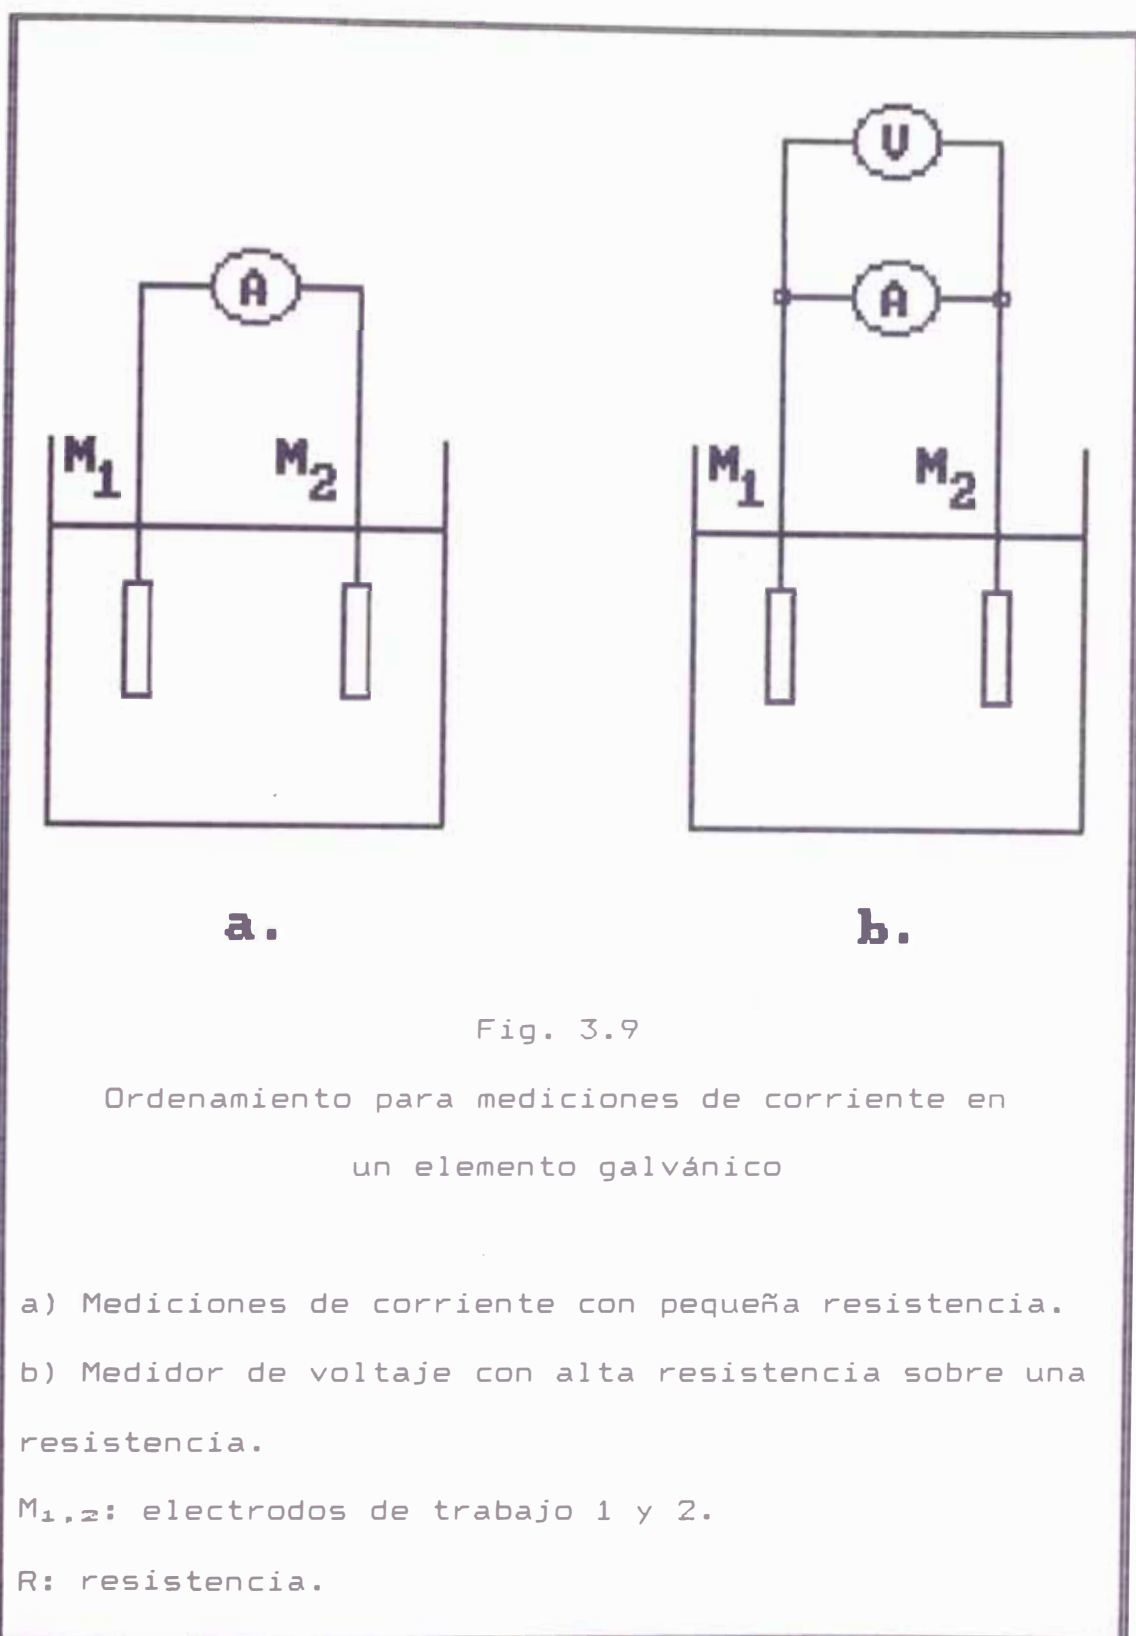 V
A
A
M1
M2
M1
M2
a.
b.
Fig. 3.9
Ordenamiento para mediciones de corriente en
un elemento galvánico
a) Mediciones de corriente con pequeña resistencia.
b) Medidor de voltaje con alta resistencia sobre una
resistencia.
M1,2: electrodos de trabajo 1 y 2.
R: resistencia.